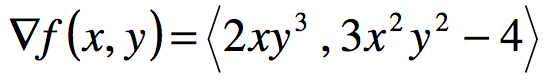 ∇f(x, y) = ⟨2xy³ , 3x²y² − 4⟩